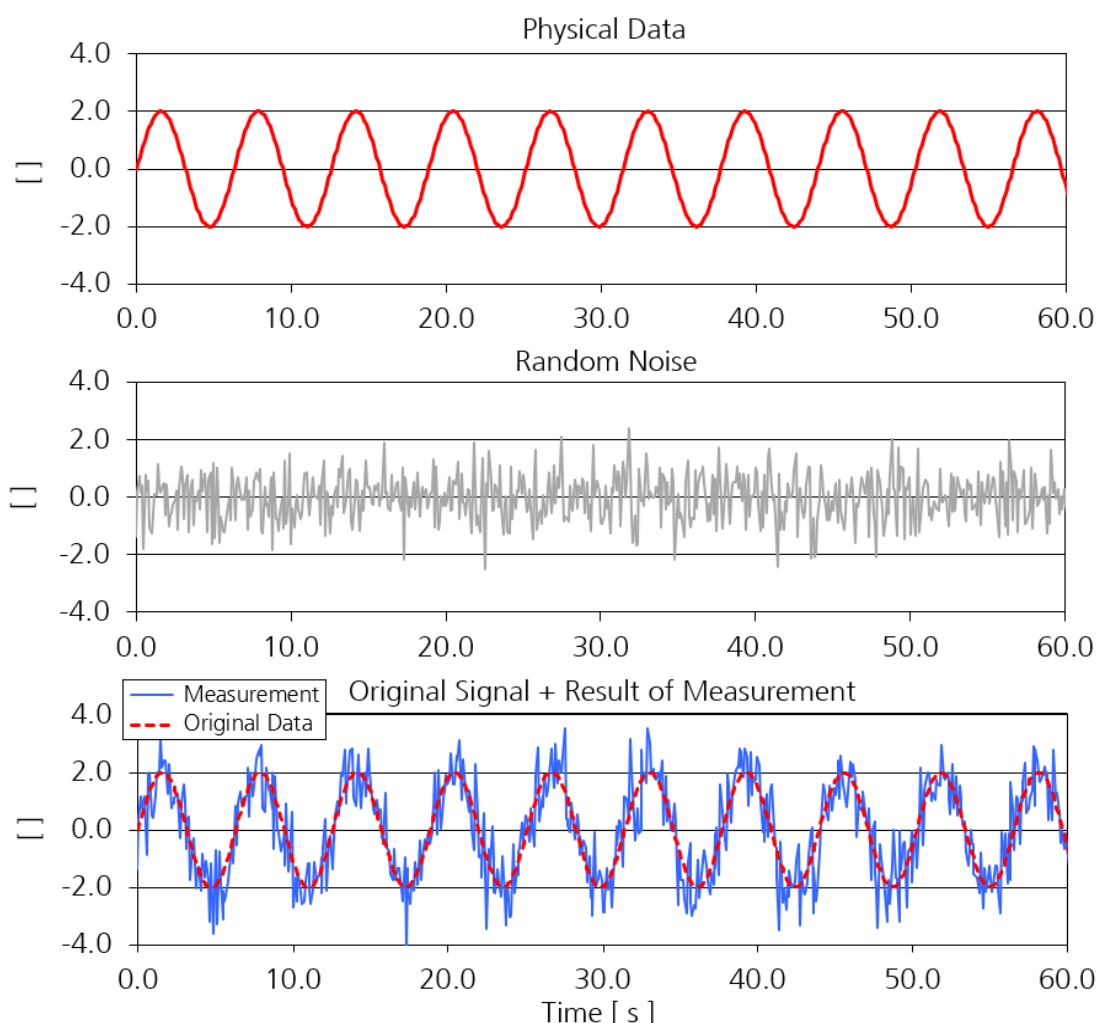 Physical Data
4.0
2.0
0.0
-2.0
-4.0
[ ]
0.0 10.0 20.0 30.0 40.0 50.0 60.0
Random Noise
4.0
2.0
0.0
-2.0
-4.0
[ ]
0.0 10.0 20.0 30.0 40.0 50.0 60.0
Original Signal + Result of Measurement
Measurement
Original Data
4.0
2.0
0.0
-2.0
-4.0
[ ]
0.0 10.0 20.0 30.0 40.0 50.0 60.0
Time [ s ]